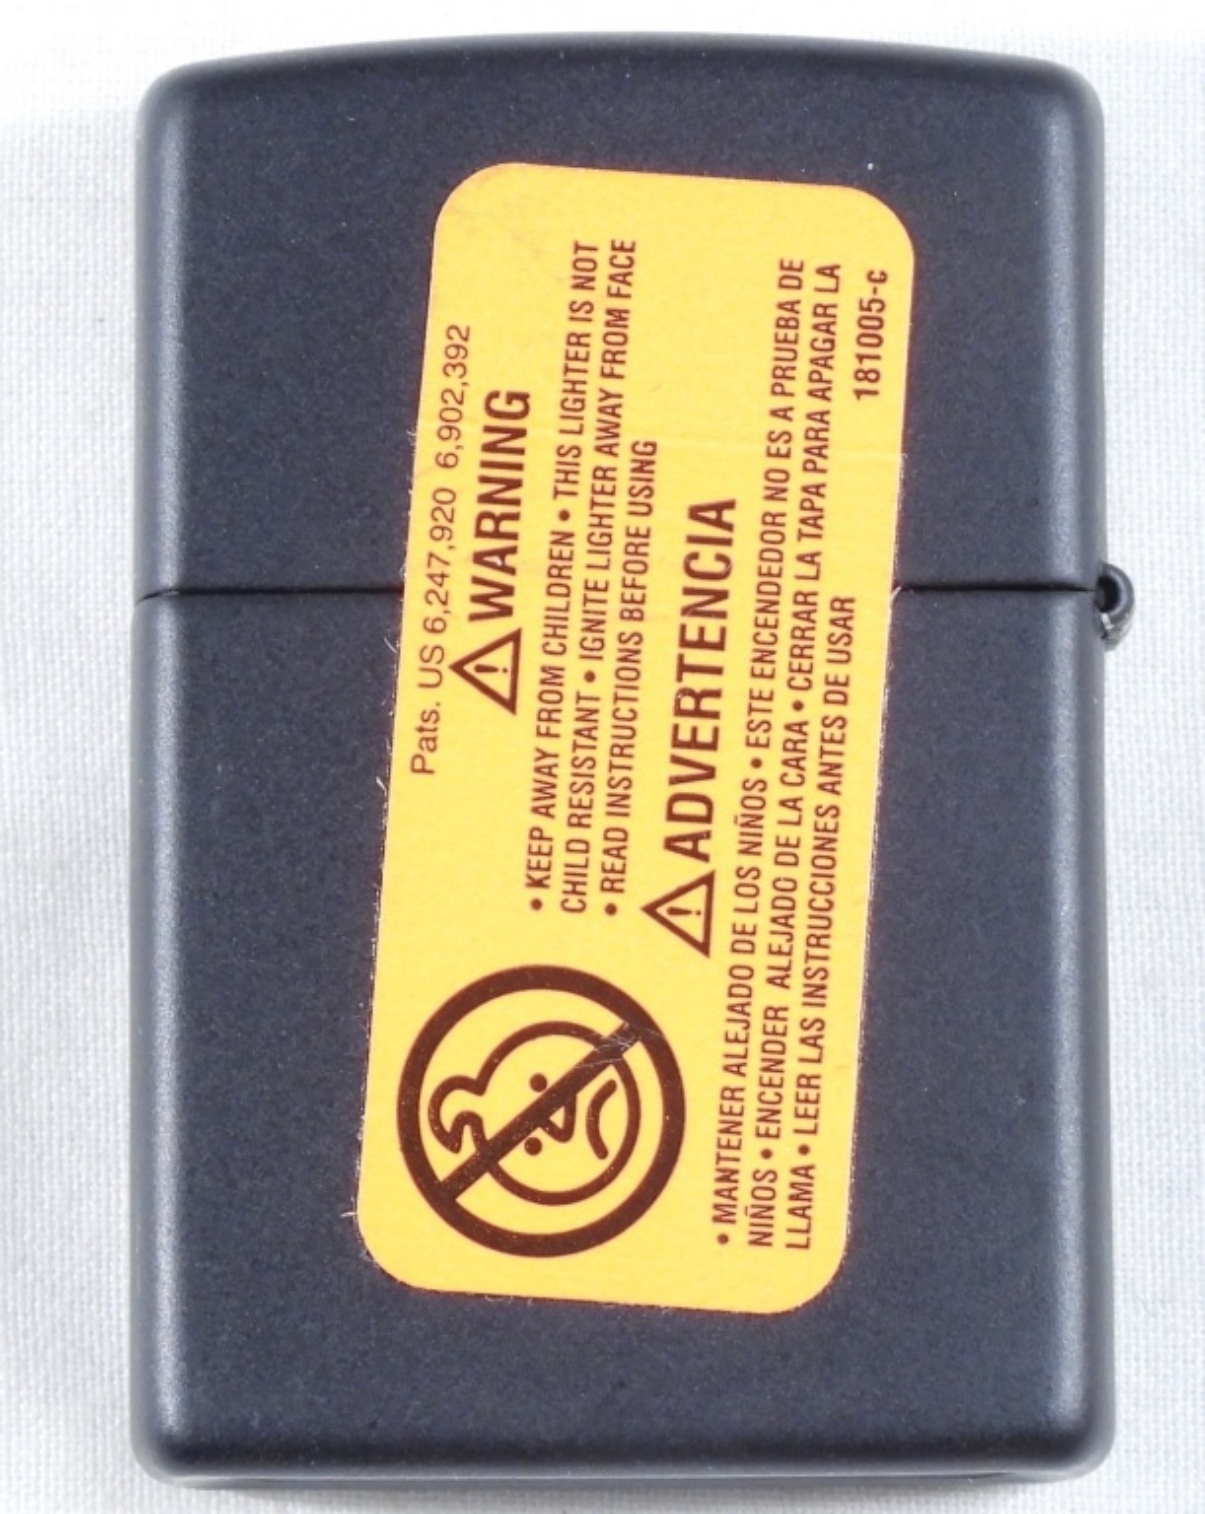 Pats. US 6,247,920 6,902,392
WARNING
• KEEP AWAY FROM CHILDREN • THIS LIGHTER IS NOT
CHILD RESISTANT • IGNITE LIGHTER AWAY FROM FACE
• READ INSTRUCTIONS BEFORE USING
ADVERTENCIA
• MANTENER ALEJADO DE LOS NIÑOS • ESTE ENCENDEDOR NO ES A PRUEBA DE
NIÑOS • ENCENDER ALEJADO DE LA CARA • CERRAR LA TAPA PARA APAGAR LA
LLAMA • LEER LAS INSTRUCCIONES ANTES DE USAR
181005-c